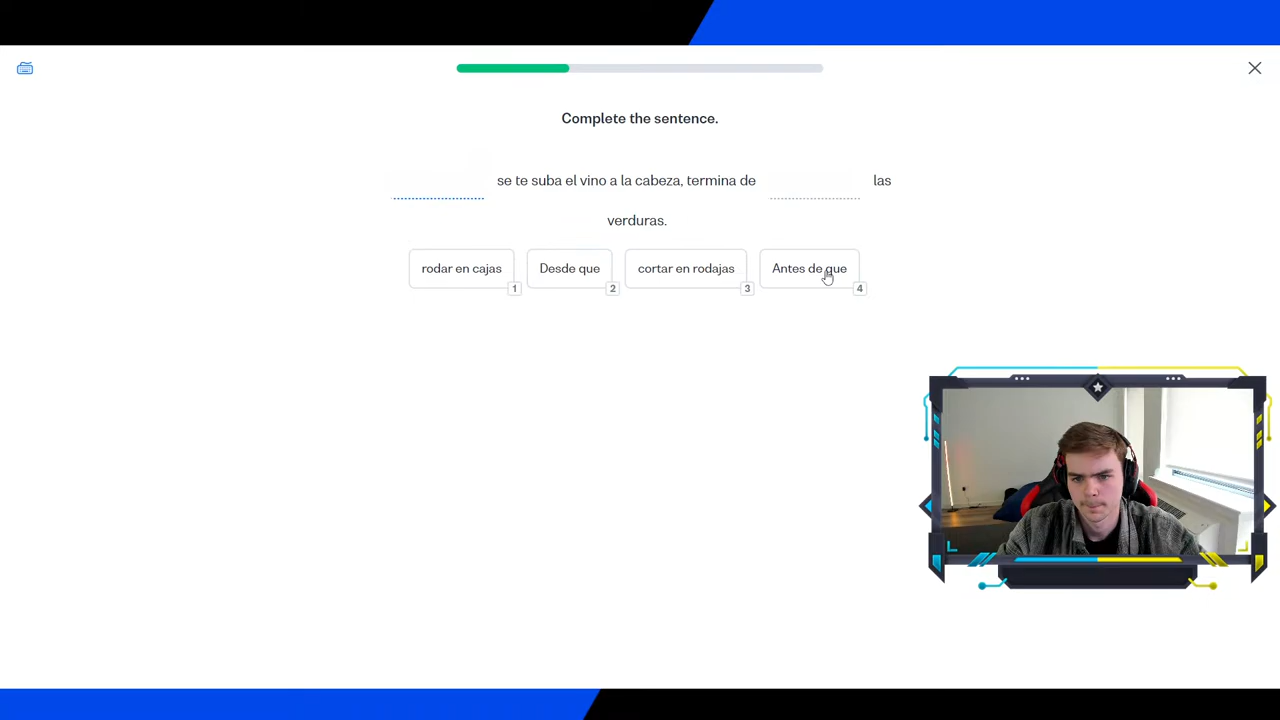 Complete the sentence.
se te suba el vino a la cabeza, termina de las
verduras.
rodar en cajas Desde que cortar en rodajas Antes de que
1 2 3 4